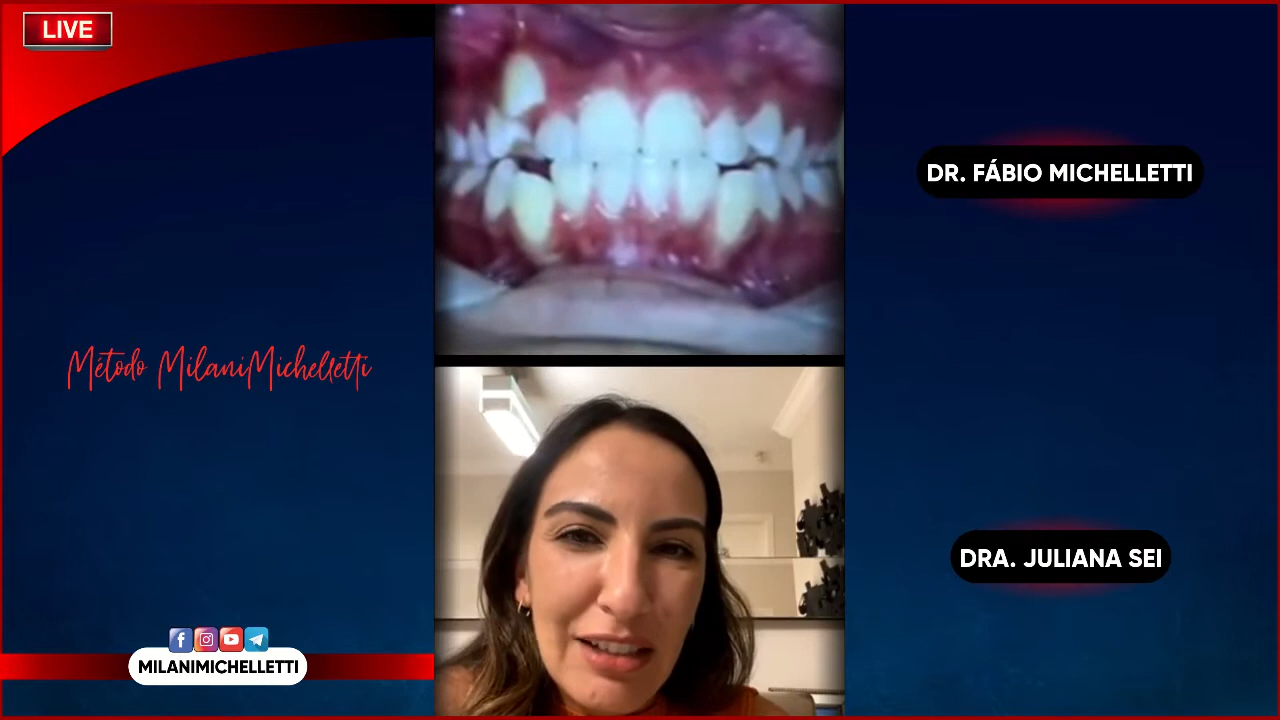 LIVE
DR. FÁBIO MICHELLETTI
Método MilaniMichelletti
DRA. JULIANA SEI
MILANIMICHELLETTI